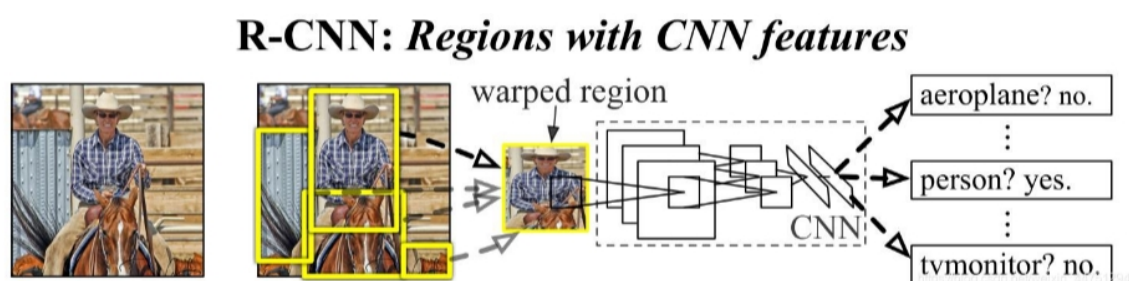 R-CNN: Regions with CNN features
warped region
aeroplane? no.
person? yes.
CNN
tvmonitor? no.